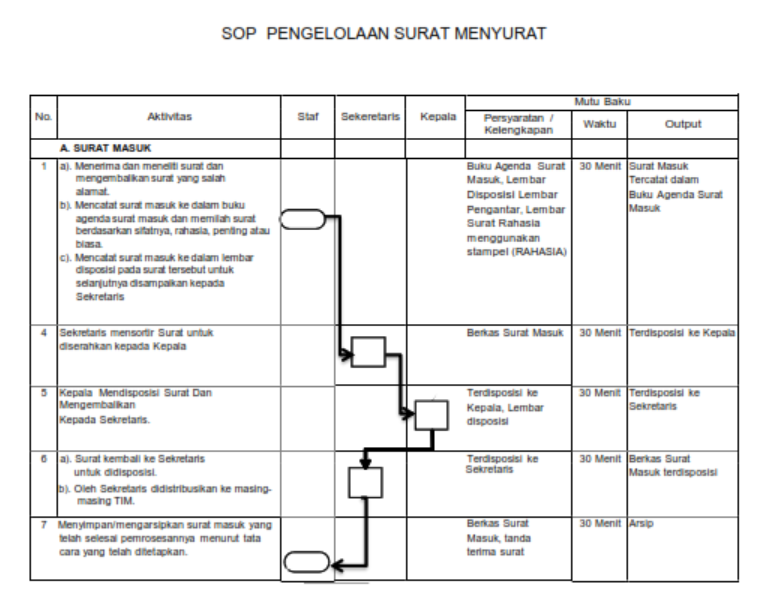 SOP PENGELOLAAN SURAT MENYURAT
Mutu Baku
No.
Aktivitas
Staf
Sekeretaris
Kepala
Persyaratan /
Kelengkapan
Waktu
Output
A. SURAT MASUK
1
a). Menerima dan meneliti surat dan
mengembalikan surat yang salah
alamat.
b). Mencatat surat masuk ke dalam buku
agenda surat masuk dan memilah surat
berdasarkan sifatnya, rahasia, penting atau
biasa.
c). Mencatat surat masuk ke dalam lembar
disposisi pada surat tersebut untuk
selanjutnya disampaikan kepada
Sekretaris
Buku Agenda Surat
Masuk, Lembar
Disposisi Lembar
Pengantar, Lembar
Surat Rahasia
menggunakan
stampel (RAHASIA)
30 Menit
Surat Masuk
Tercatat dalam
Buku Agenda Surat
Masuk
4
Sekretaris mensortir Surat untuk
diserahkan kepada Kepala
Berkas Surat Masuk
30 Menit
Terdisposisi ke Kepala
5
Kepala Mendisposisi Surat Dan
Mengembalikan
Kepada Sekretaris.
Terdisposisi ke
Kepala, Lembar
disposisi
30 Menit
Terdisposisi ke
Sekretaris
6
a). Surat kembali ke Sekretaris
untuk didisposisi.
b). Oleh Sekretaris didistribusikan ke masing-
masing TIM.
Terdisposisi ke
Sekretaris
30 Menit
Berkas Surat
Masuk terdisposisi
7
Menyimpan/mengarsipkan surat masuk yang
telah selesai pemrosesannya menurut tata
cara yang telah ditetapkan.
Berkas Surat
Masuk, tanda
terima surat
30 Menit
Arsip